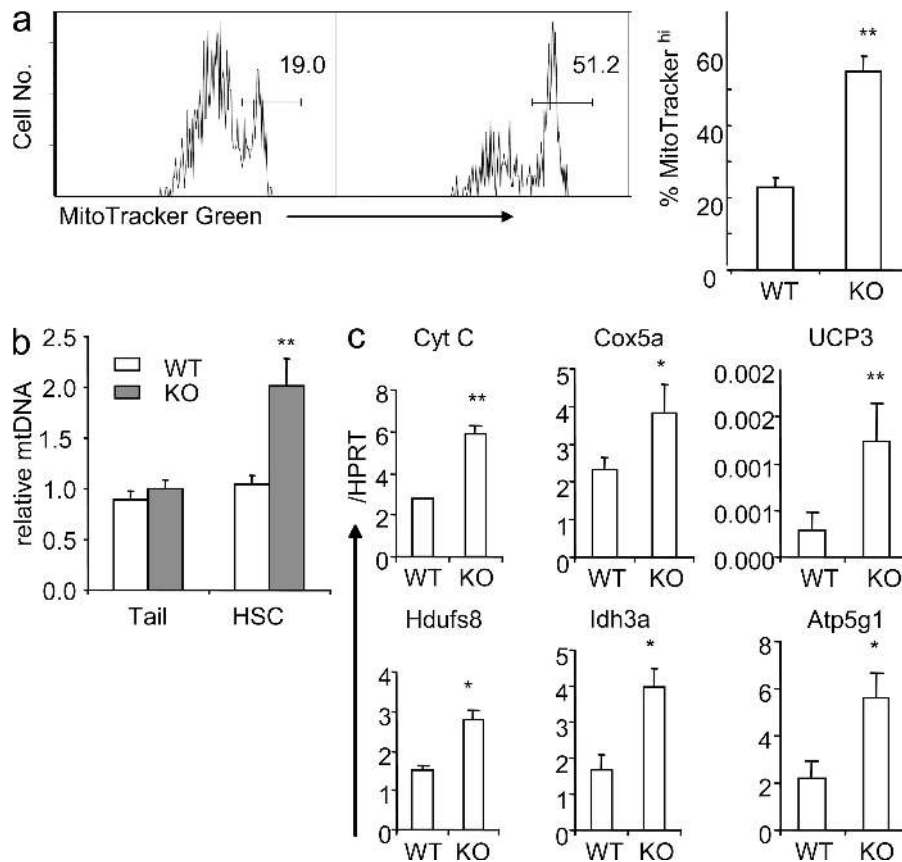 a
Cell No.
19.0
51.2
MitoTracker Green
% MitoTracker hi
60
40
20
0
**
WT KO
b
relative mtDNA
2.5
2.0
1.5
1.0
0.5
0.0
WT
KO
**
Tail HSC
c
/HPRT
Cyt C
8
6
4
2
0
**
WT KO
Cox5a
5
4
3
2
1
0
*
WT KO
UCP3
0.002
0.002
0.001
0.001
0.000
**
WT KO
Hdufs8
4
3
2
1
0
*
WT KO
Idh3a
5
4
3
2
1
0
*
WT KO
Atp5g1
8
6
4
2
0
*
WT KO